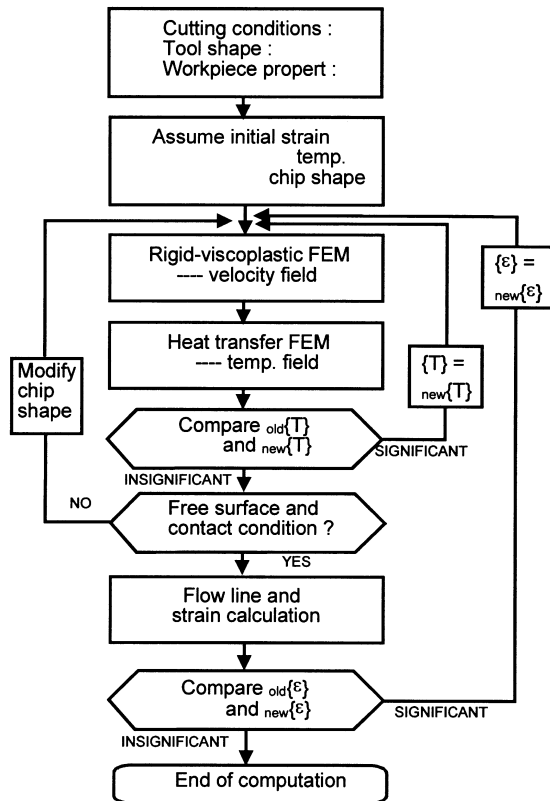 Cutting conditions :
Tool shape :
Workpiece propert :
Assume initial strain
temp.
chip shape
Rigid-viscoplastic FEM
---- velocity field
{ε} =
new{ε}
Heat transfer FEM
---- temp. field
{T} =
new{T}
Modify
chip
shape
Compare old{T}
and new{T}
SIGNIFICANT
INSIGNIFICANT
NO
Free surface and
contact condition ?
YES
Flow line and
strain calculation
Compare old{ε}
and new{ε}
SIGNIFICANT
INSIGNIFICANT
End of computation